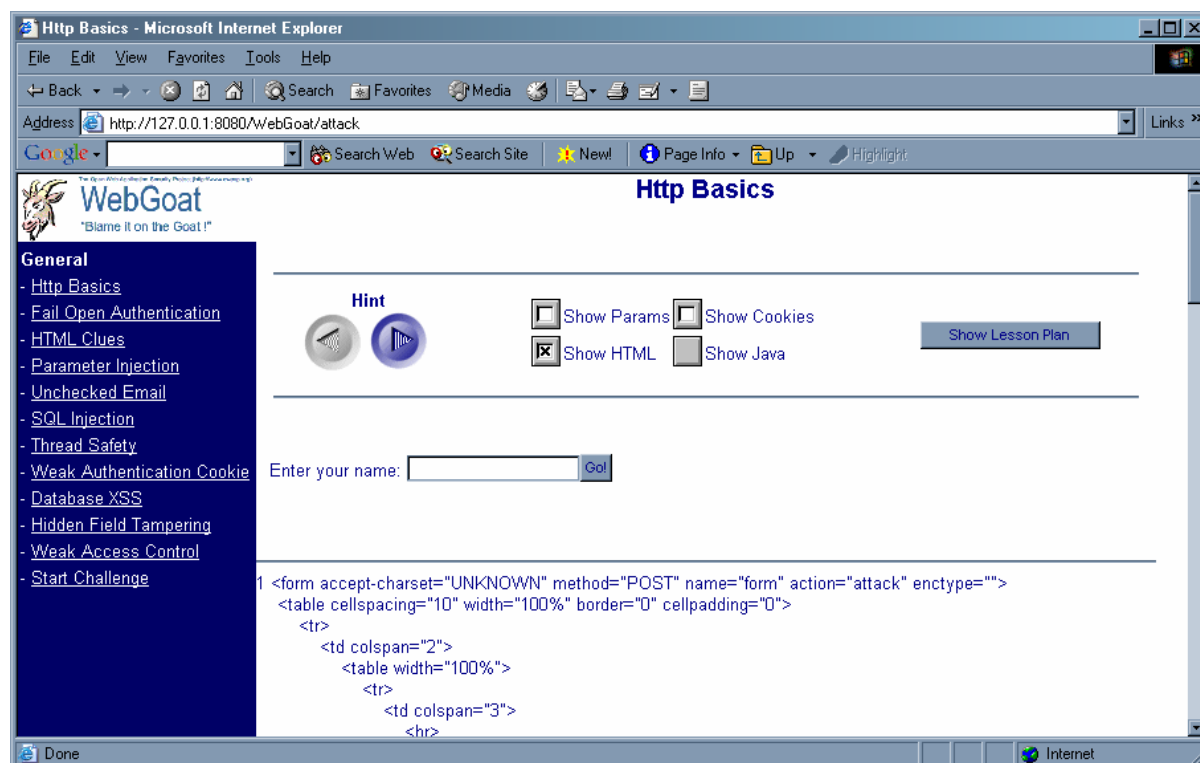 Http Basics - Microsoft Internet Explorer
File Edit View Favorites Tools Help
Back Search Favorites Media
Address http://127.0.0.1:8080/WebGoat/attack Links »
Google Search Web Search Site New! Page Info Up Highlight
WebGoat
"Blame it on the Goat!"
Http Basics
General
- Http Basics
- Fail Open Authentication
- HTML Clues
- Parameter Injection
- Unchecked Email
- SQL Injection
- Thread Safety
- Weak Authentication Cookie
- Database XSS
- Hidden Field Tampering
- Weak Access Control
- Start Challenge
Hint
Show Params Show Cookies
Show HTML Show Java
Show Lesson Plan
Enter your name: Go!
1 <form accept-charset="UNKNOWN" method="POST" name="form" action="attack" enctype="">
<table cellspacing="10" width="100%" border="0" cellpadding="0">
<tr>
<td colspan="2">
<table width="100%">
<tr>
<td colspan="3">
<hr>
Done Internet